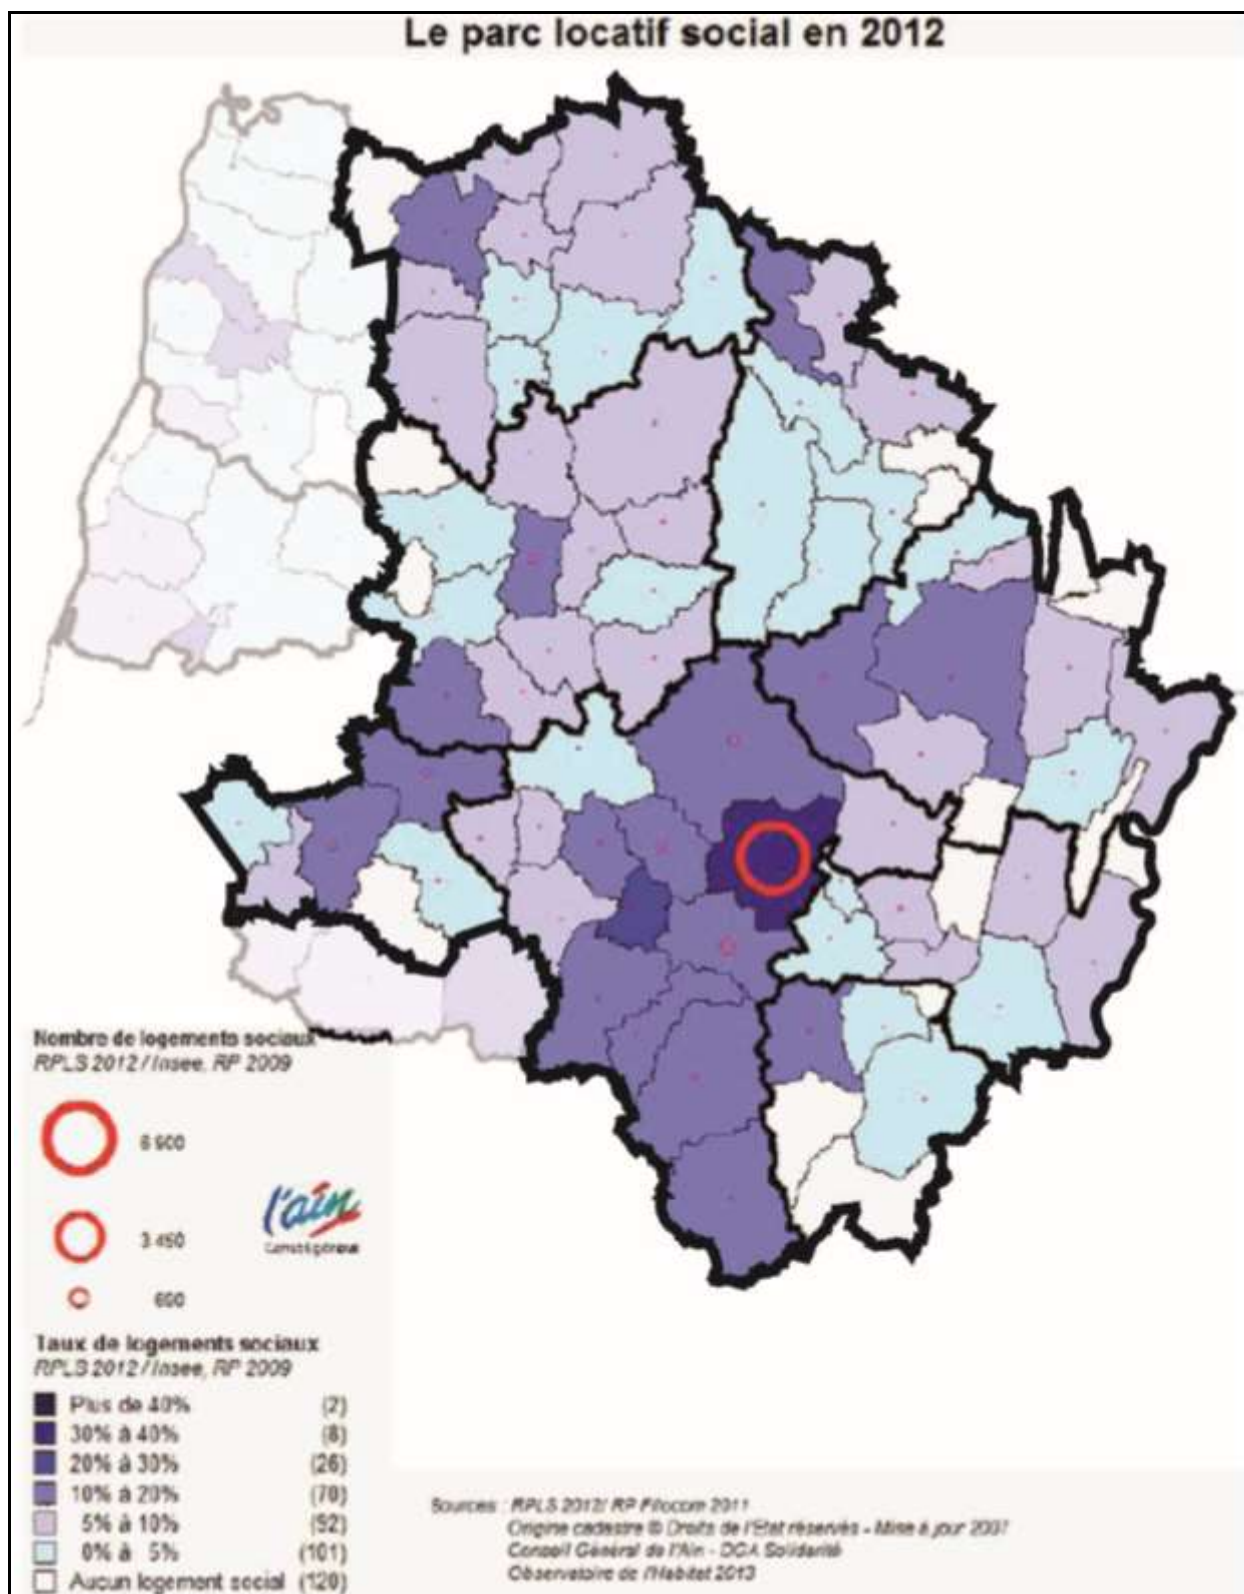 Le parc locatif social en 2012
Nombre de logements sociaux
RPLS 2012 / Insee, RP 2009
6 900
3 450
690
l'ain
Conseil général
Taux de logements sociaux
RPLS 2012 / Insee, RP 2009
Plus de 40% (2)
30% à 40% (8)
20% à 30% (26)
10% à 20% (70)
5% à 10% (92)
0% à 5% (101)
Aucun logement social (120)
Sources : RPLS 2012/ RP Filocom 2011
Origine cadastre © Droits de l'Etat réservés - Mise à jour 2007
Conseil Général de l'Ain - DGA Solidarité
Observatoire de l'Habitat 2013